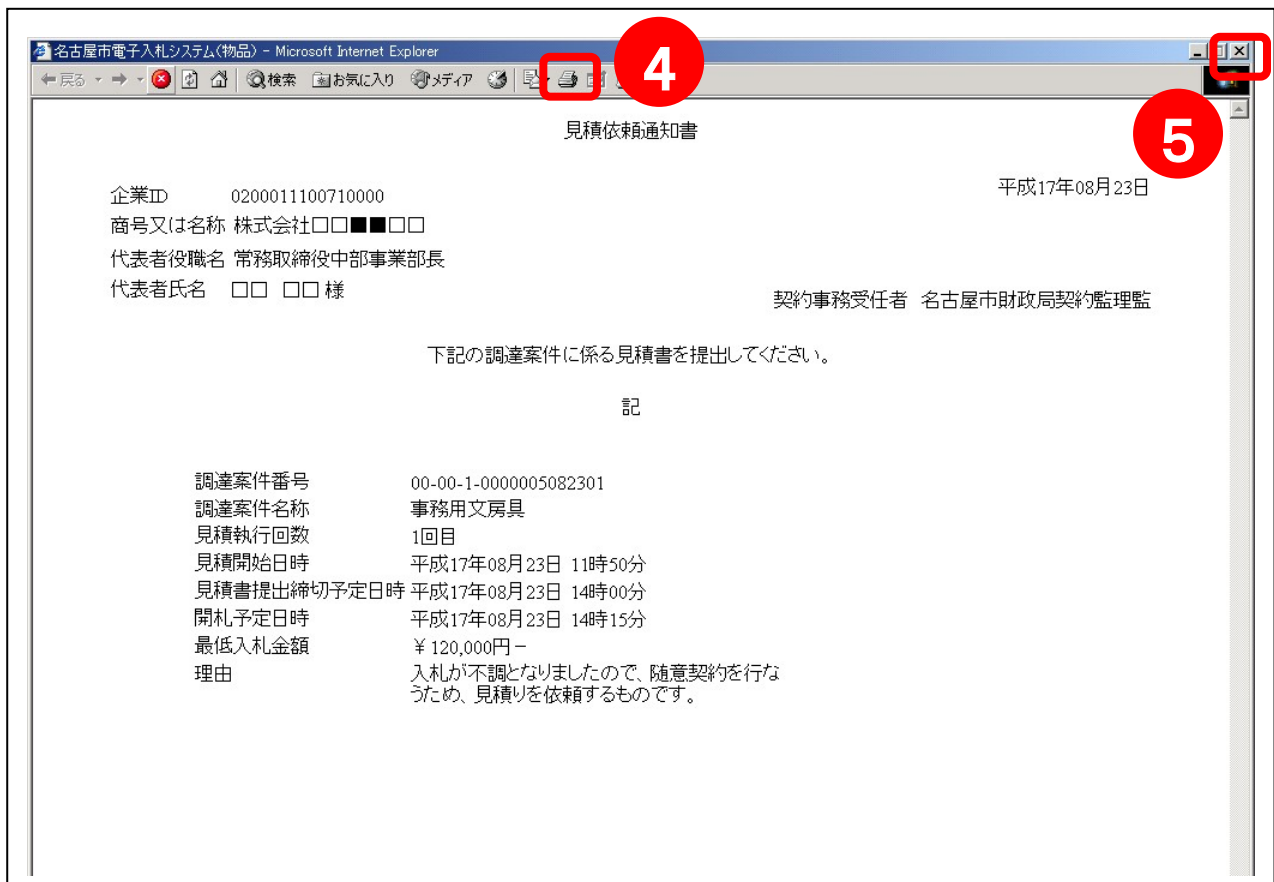 名古屋市電子入札システム(物品) - Microsoft Internet Explorer
戻る 検索 お気に入り メディア
4
5
見積依頼通知書
平成17年08月23日
企業ID 0200011100710000
商号又は名称 株式会社□□■■□□
代表者役職名 常務取締役中部事業部長
代表者氏名 □□ □□様
契約事務受任者 名古屋市財政局契約監理監
下記の調達案件に係る見積書を提出してください。
記
調達案件番号 00-00-1-0000005082301
調達案件名称 事務用文房具
見積執行回数 1回目
見積開始日時 平成17年08月23日 11時50分
見積書提出締切予定日時 平成17年08月23日 14時00分
開札予定日時 平成17年08月23日 14時15分
最低入札金額 ¥120,000円-
理由 入札が不調となりましたので、随意契約を行な
うため、見積りを依頼するものです。